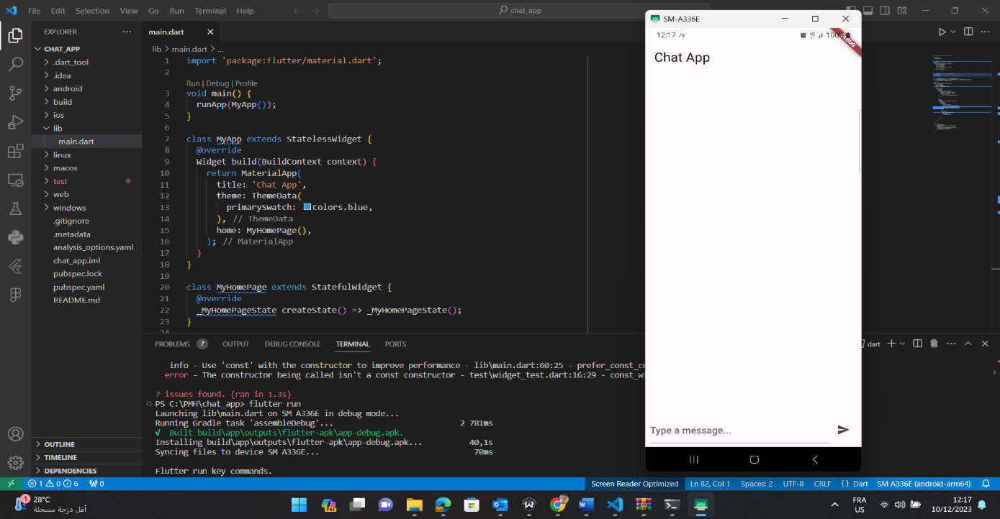 File Edit Selection View Go Run Terminal Help
chat_app
EXPLORER
CHAT_APP
.dart_tool
.idea
android
build
ios
lib
main.dart
linux
macos
test
web
windows
.gitignore
.metadata
analysis_options.yaml
chat_app.iml
pubspec.lock
pubspec.yaml
README.md
OUTLINE
TIMELINE
DEPENDENCIES
main.dart
lib > main.dart > ...
1 import 'package:flutter/material.dart';
2
Run | Debug | Profile
3 void main() {
4 runApp(MyApp());
5 }
6
7 class MyApp extends StatelessWidget {
8 @override
9 Widget build(BuildContext context) {
10 return MaterialApp(
11 title: 'Chat App',
12 theme: ThemeData(
13 primarySwatch: Colors.blue,
14 ), // ThemeData
15 home: MyHomePage(),
16 ); // MaterialApp
17 }
18 }
19
20 class MyHomePage extends StatefulWidget {
21 @override
22 _MyHomePageState createState() => _MyHomePageState();
23 }
24
PROBLEMS 7 OUTPUT DEBUG CONSOLE TERMINAL PORTS
dart
info - Use 'const' with the constructor to improve performance - lib\main.dart:60:25 - prefer_const_co
error - The constructor being called isn't a const constructor - test\widget_test.dart:16:29 - const_wi
7 issues found. (ran in 1.3s)
PS C:\PMH\chat_app> flutter run
Launching lib\main.dart on SM A336E in debug mode...
Running Gradle task 'assembleDebug'... 2 781ms
√ Built build\app\outputs\flutter-apk\app-debug.apk.
Installing build\app\outputs\flutter-apk\app-debug.apk... 40,1s
Syncing files to device SM A336E... 70ms
Flutter run key commands.
SM-A336E
12:17
100%
DEBUG
Chat App
Type a message...
1 0 6 0
Screen Reader Optimized Ln 82, Col 1 Spaces: 2 UTF-8 CRLF {} Dart SM A336E (android-arm64)
1
28°C
أقل درجة مسجلة
PRE
FRA
US
12:17
10/12/2023